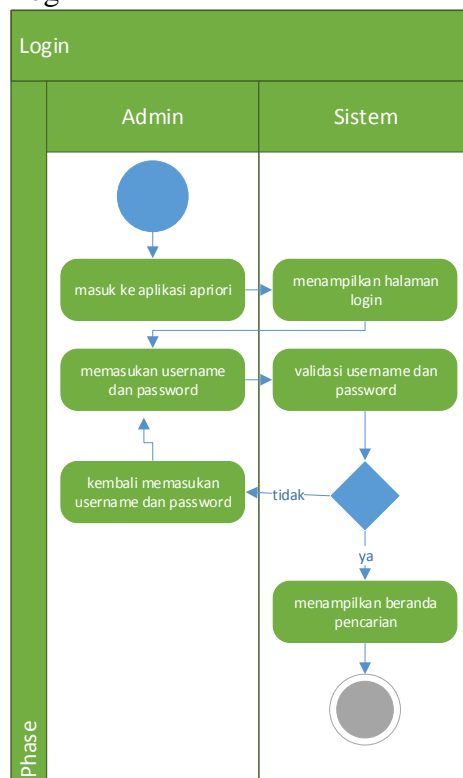 Login
Admin
Sistem
masuk ke aplikasi apriori
menampilkan halaman
login
memasukan username
dan password
validasi username dan
password
kembali memasukan
username dan password
tidak
ya
menampilkan beranda
pencarian
Phase